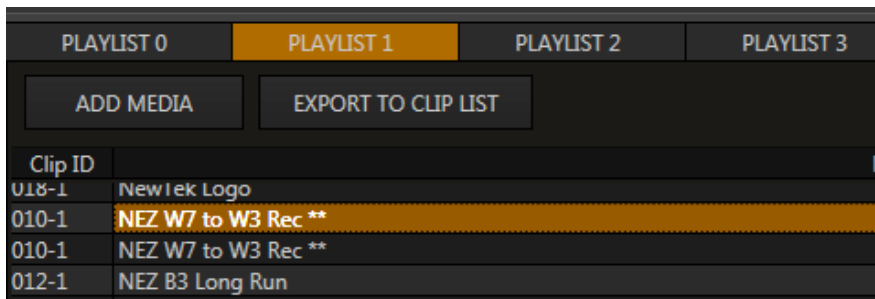 PLAYLIST 0 PLAYLIST 1 PLAYLIST 2 PLAYLIST 3
ADD MEDIA EXPORT TO CLIP LIST
Clip ID
018-1 NewTek Logo
010-1 NEZ W7 to W3 Rec **
010-1 NEZ W7 to W3 Rec **
012-1 NEZ B3 Long Run